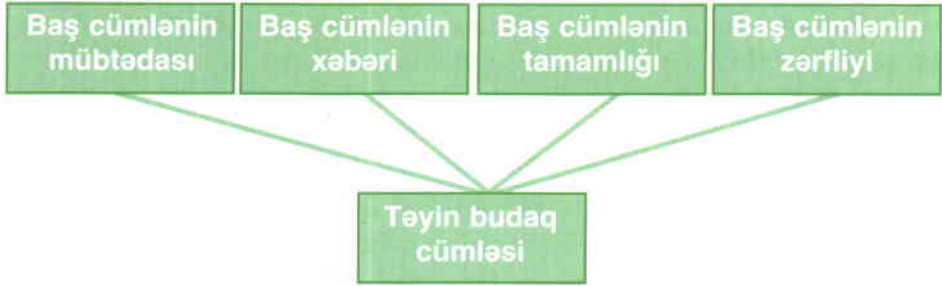 Baş cümlənin
mübtədası
Baş cümlənin
xəbəri
Baş cümlənin
tamamlığı
Baş cümlənin
zərfliyi
Təyin budaq
cümləsi